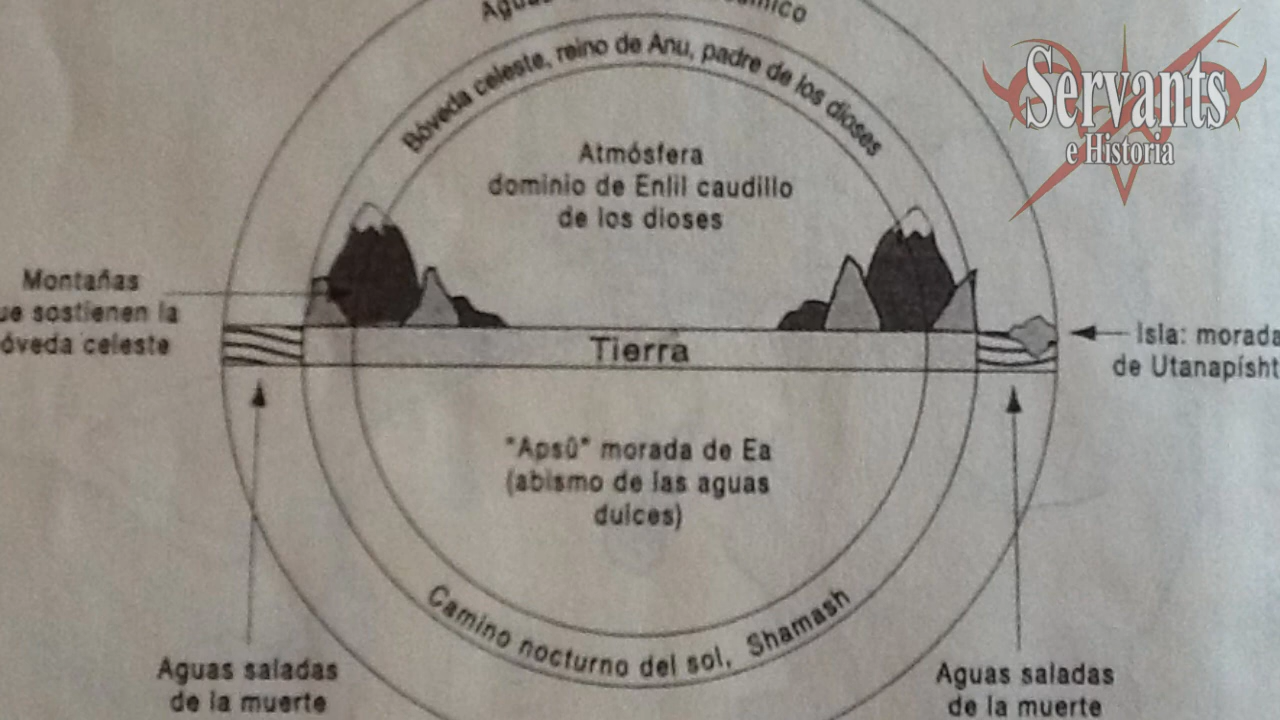 Bóveda celeste, reino de Anu, padre de los dioses
Servants
e Historia
Atmósfera
dominio de Enlil caudillo
de los dioses
Montañas
ue sostienen la
óveda celeste
Tierra
Isla: morada
de Utanapísht
"Apsû" morada de Ea
(abismo de las aguas
dulces)
Camino nocturno del sol, Shamash
Aguas saladas
de la muerte
Aguas saladas
de la muerte